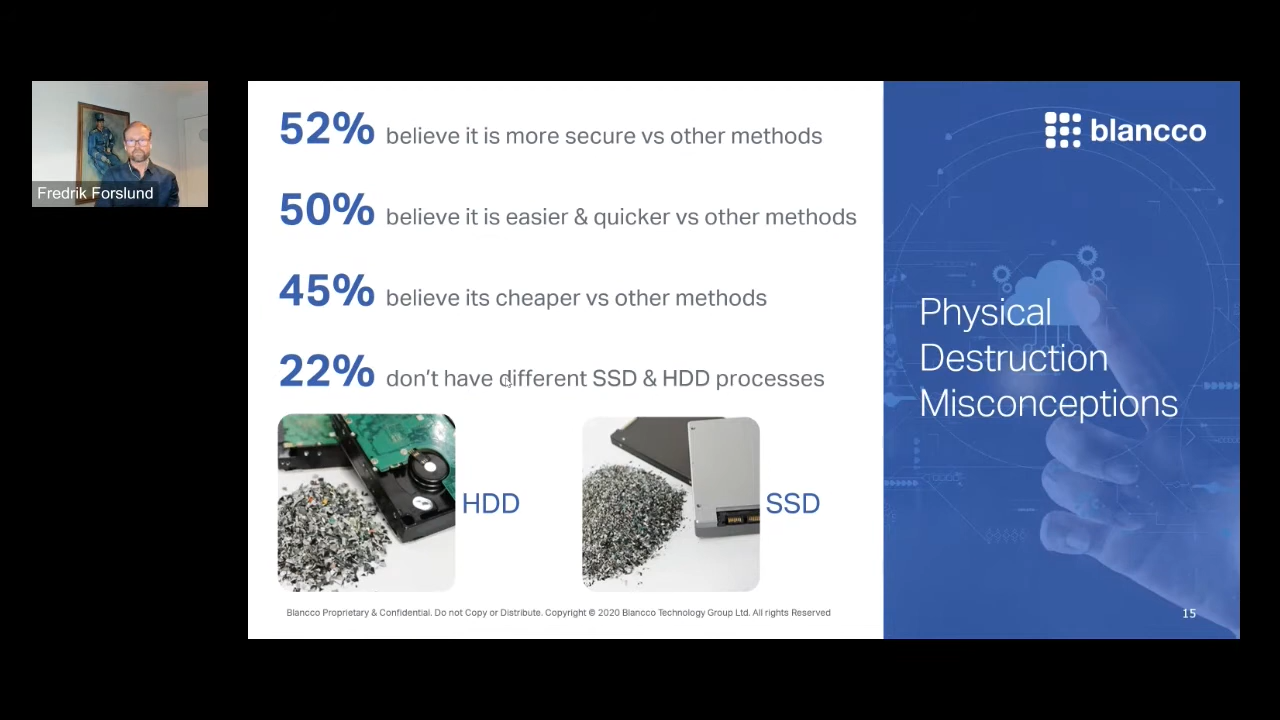 Fredrik Forslund
52% believe it is more secure vs other methods
50% believe it is easier & quicker vs other methods
45% believe its cheaper vs other methods
22% don't have different SSD & HDD processes
HDD
SSD
Blancco Proprietary & Confidential. Do not Copy or Distribute. Copyright © 2020 Blancco Technology Group Ltd. All rights Reserved
blancco
Physical
Destruction
Misconceptions
15